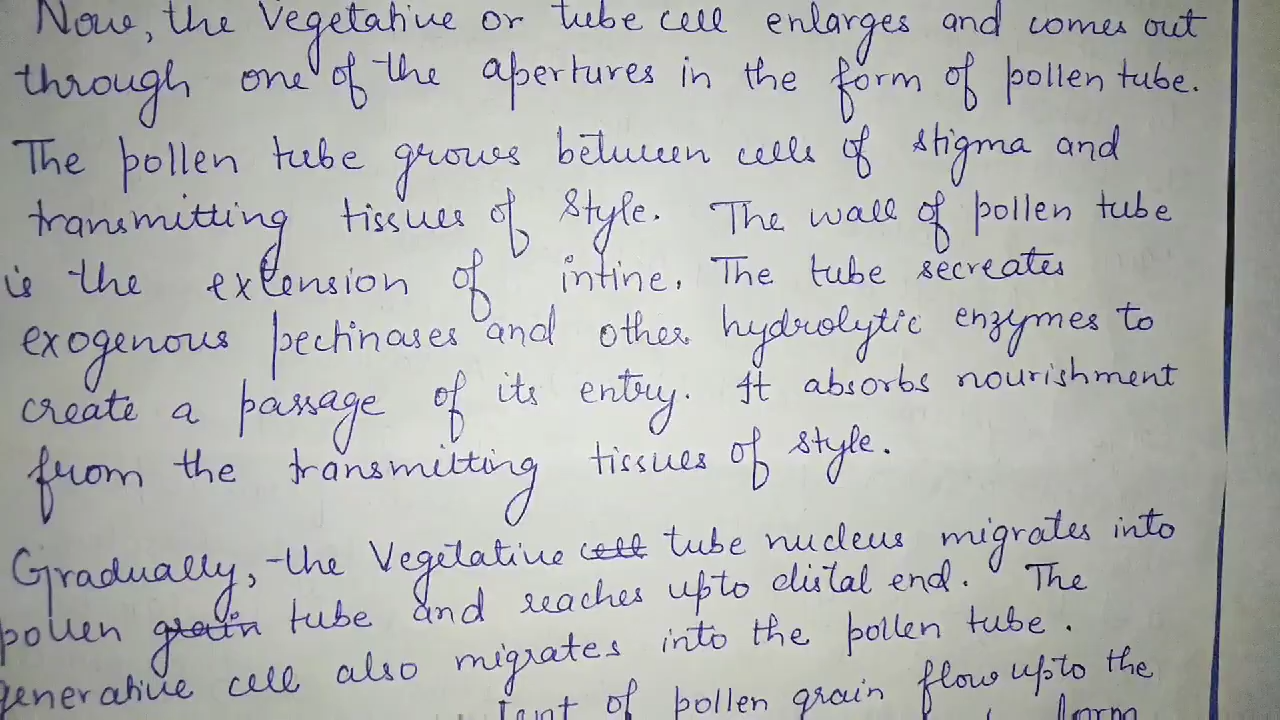 Now, the Vegetative or tube cell enlarges and comes out
through one of the apertures in the form of pollen tube.
The pollen tube grows between cells of stigma and
transmitting tissues of style. The wall of pollen tube
is the extension of intine. The tube secreates
exogenous pectinases and other hydrolytic enzymes to
create a passage of its entry. It absorbs nourishment
from the transmitting tissues of style.
Gradually, the Vegetative cell tube nucleus migrates into
pollen grain tube and reaches upto distal end. The
generative cell also migrates into the pollen tube.
of pollen grain flow upto the